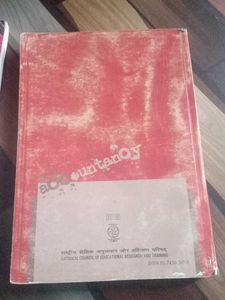 accountancy
राष्ट्रीय शैक्षिक अनुसंधान और प्रशिक्षण परिषद्
NATIONAL COUNCIL OF EDUCATIONAL RESEARCH AND TRAINING